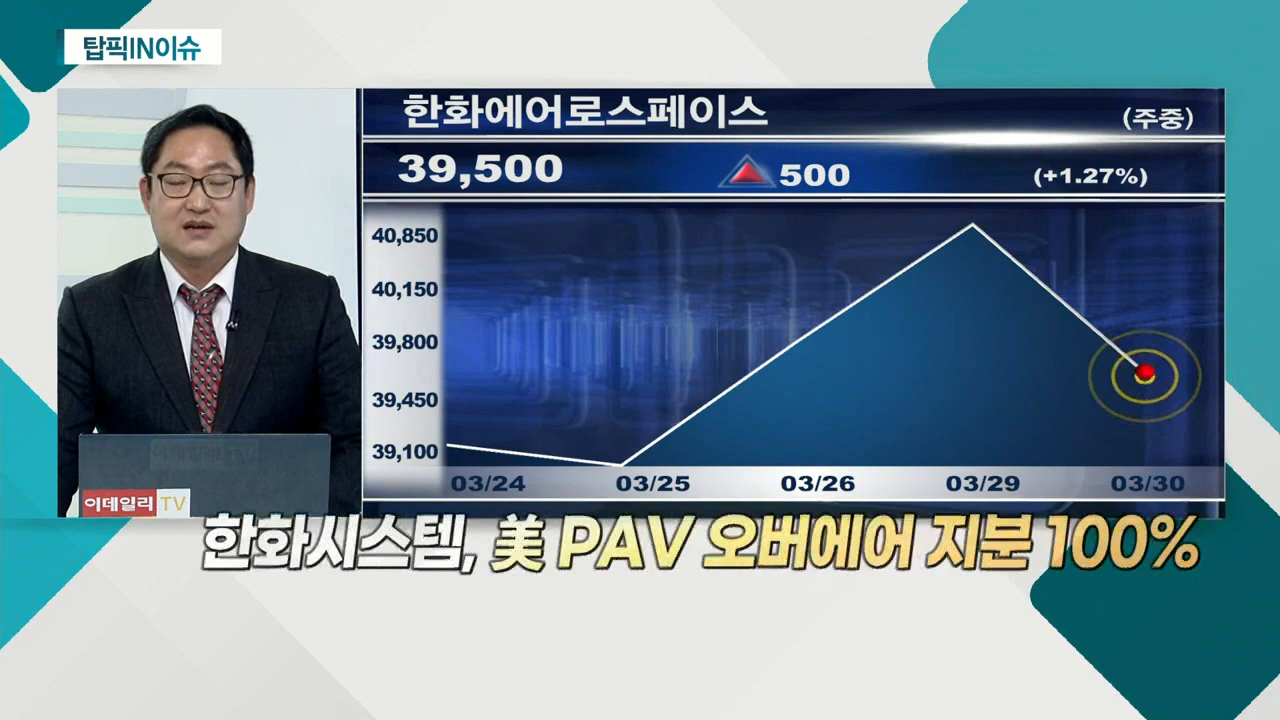 탑픽IN이슈
한화에어로스페이스 (주중)
39,500 500 (+1.27%)
40,850
40,150
39,800
39,450
39,100
03/24 03/25 03/26 03/29 03/30
이데일리 TV
한화시스템, 美 PAV 오버에어 지분 100%